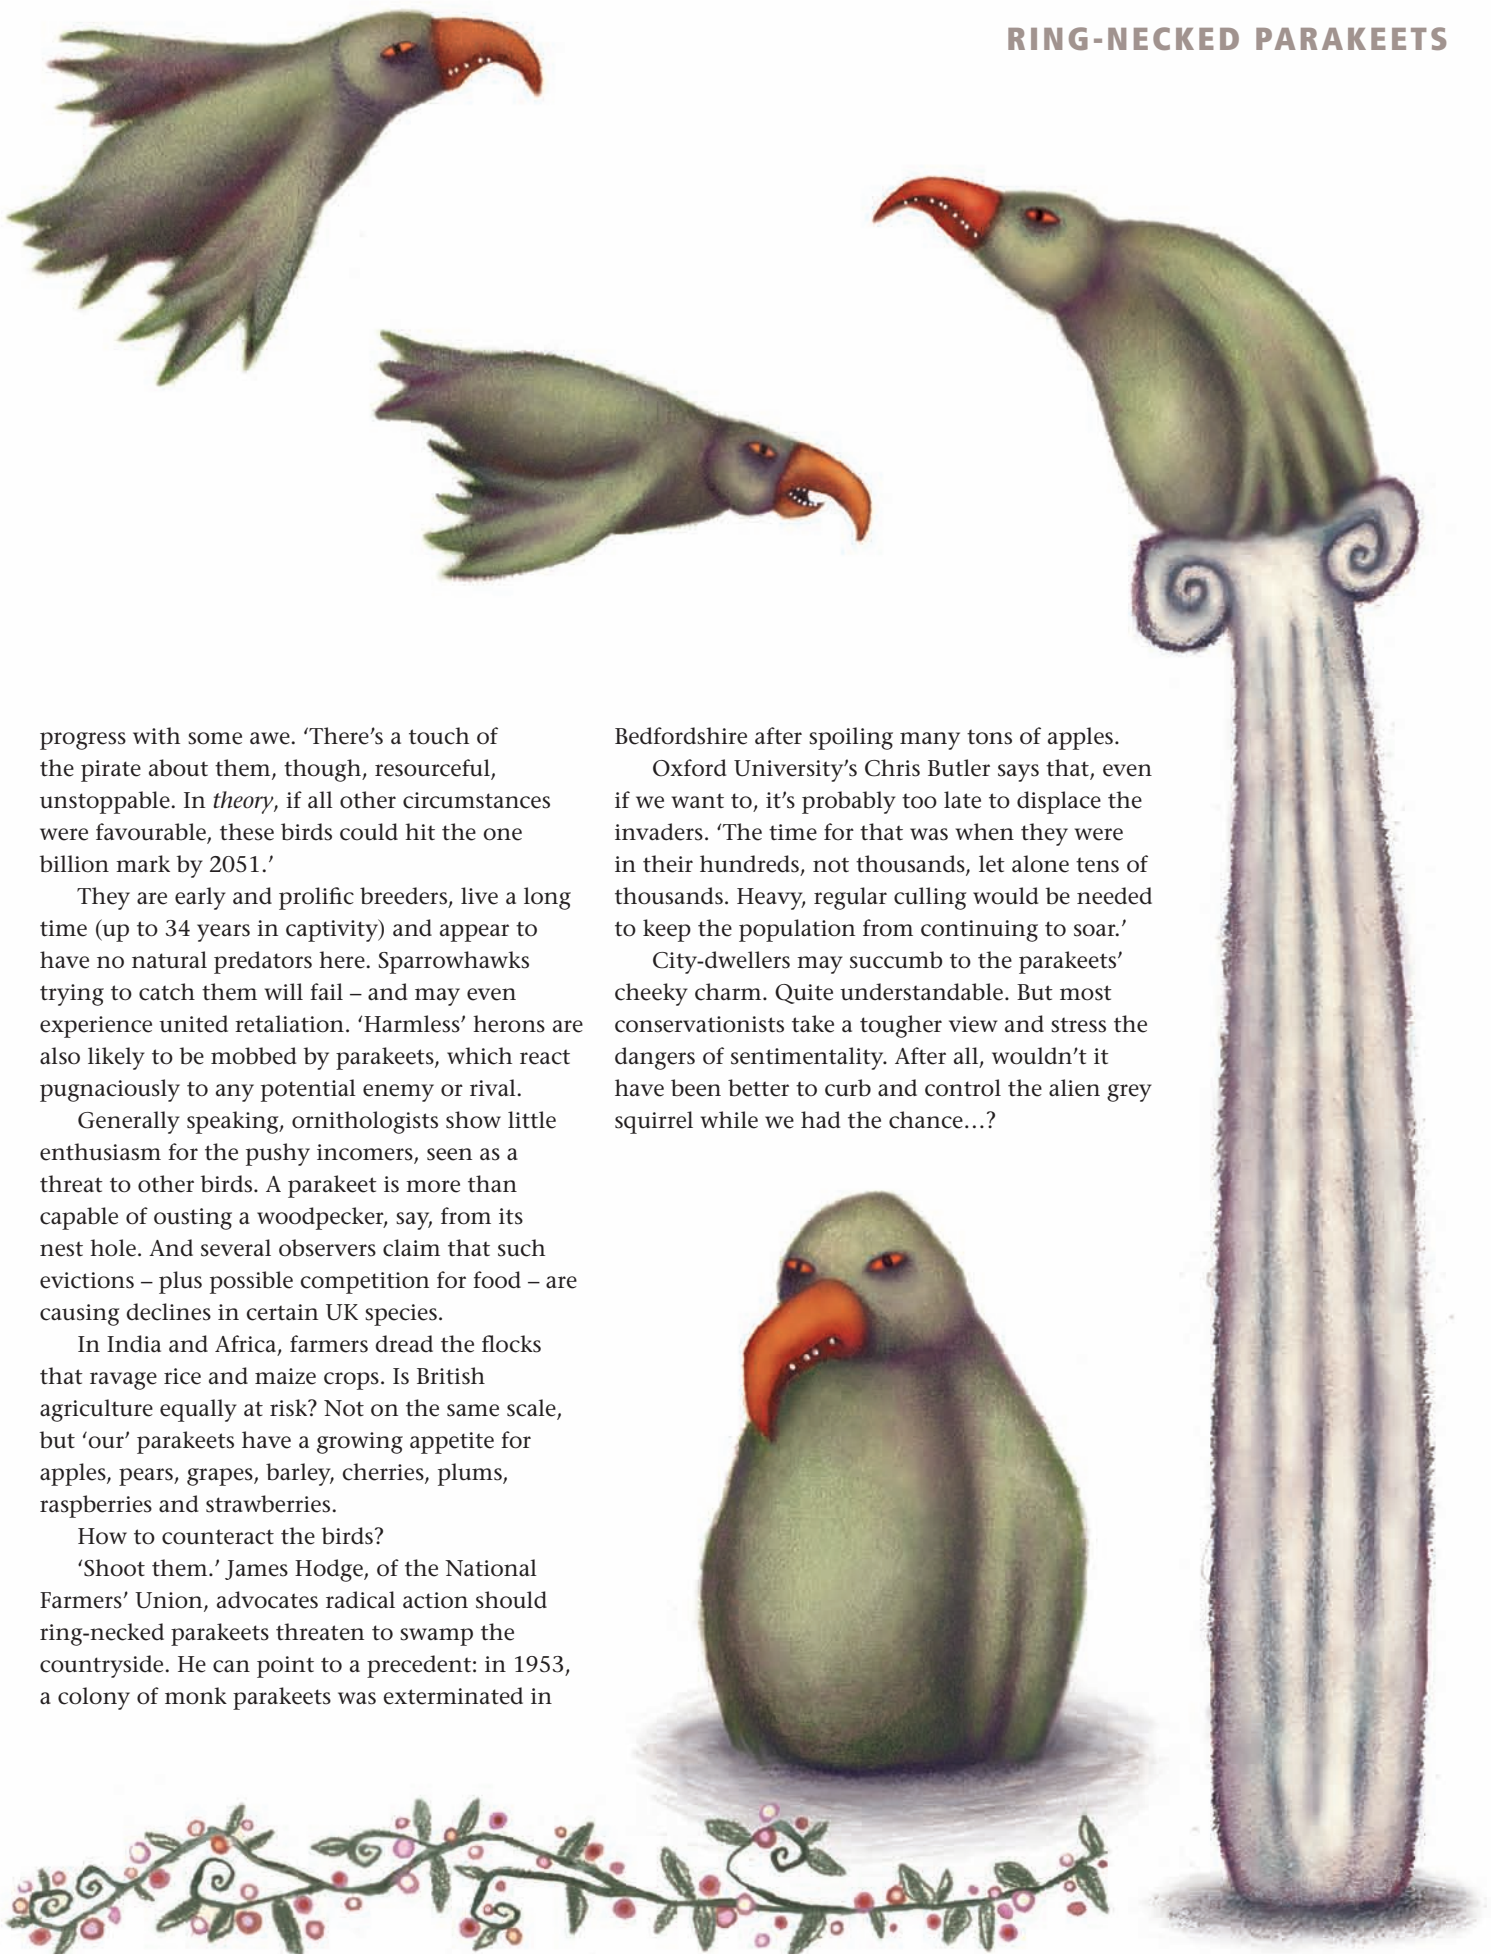 RING-NECKED PARAKEETS
progress with some awe. ‘There’s a touch of
the pirate about them, though, resourceful,
unstoppable. In theory, if all other circumstances
were favourable, these birds could hit the one
billion mark by 2051.’
They are early and prolific breeders, live a long
time (up to 34 years in captivity) and appear to
have no natural predators here. Sparrowhawks
trying to catch them will fail – and may even
experience united retaliation. ‘Harmless’ herons are
also likely to be mobbed by parakeets, which react
pugnaciously to any potential enemy or rival.
Generally speaking, ornithologists show little
enthusiasm for the pushy incomers, seen as a
threat to other birds. A parakeet is more than
capable of ousting a woodpecker, say, from its
nest hole. And several observers claim that such
evictions – plus possible competition for food – are
causing declines in certain UK species.
In India and Africa, farmers dread the flocks
that ravage rice and maize crops. Is British
agriculture equally at risk? Not on the same scale,
but ‘our’ parakeets have a growing appetite for
apples, pears, grapes, barley, cherries, plums,
raspberries and strawberries.
How to counteract the birds?
‘Shoot them.’ James Hodge, of the National
Farmers’ Union, advocates radical action should
ring-necked parakeets threaten to swamp the
countryside. He can point to a precedent: in 1953,
a colony of monk parakeets was exterminated in
Bedfordshire after spoiling many tons of apples.
Oxford University’s Chris Butler says that, even
if we want to, it’s probably too late to displace the
invaders. ‘The time for that was when they were
in their hundreds, not thousands, let alone tens of
thousands. Heavy, regular culling would be needed
to keep the population from continuing to soar.’
City-dwellers may succumb to the parakeets’
cheeky charm. Quite understandable. But most
conservationists take a tougher view and stress the
dangers of sentimentality. After all, wouldn’t it
have been better to curb and control the alien grey
squirrel while we had the chance…?